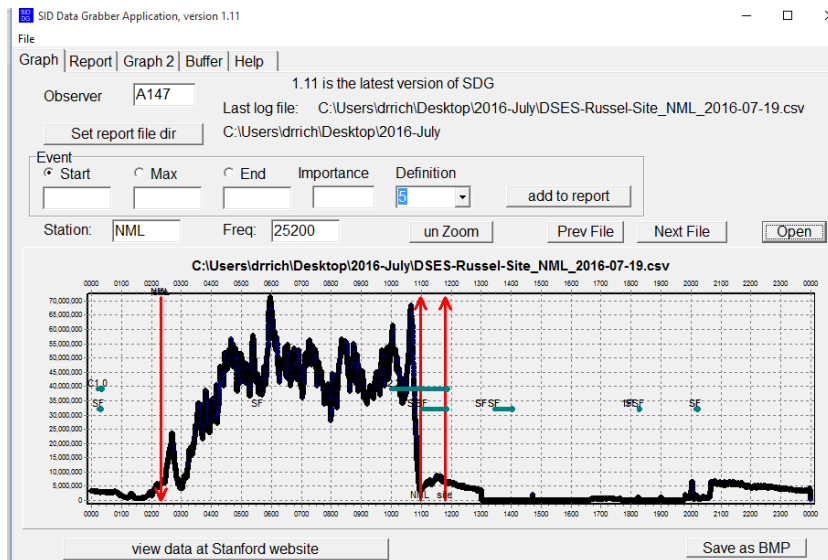 SID Data Grabber Application, version 1.11
File
Graph Report Graph 2 Buffer Help
Observer A147 1.11 is the latest version of SDG
Last log file: C:\Users\drrich\Desktop\2016-July\DSES-Russel-Site_NML_2016-07-19.csv
Set report file dir C:\Users\drrich\Desktop\2016-July
Event
Start Max End Importance Definition
5 add to report
Station: NML Freq: 25200 un Zoom Prev File Next File Open
C:\Users\drrich\Desktop\2016-July\DSES-Russel-Site_NML_2016-07-19.csv
0000 0100 0200 0300 0400 0500 0600 0700 0800 0900 1000 1100 1200 1300 1400 1500 1600 1700 1800 1900 2000 2100 2200 2300 2400
70,000,000
65,000,000
60,000,000
55,000,000
50,000,000
45,000,000
40,000,000
C1.0
35,000,000
SF SF SF SF SF SF
30,000,000
25,000,000
20,000,000
15,000,000
10,000,000
5,000,000
0 NML site
0000 0100 0200 0300 0400 0500 0600 0700 0800 0900 1000 1100 1200 1300 1400 1500 1600 1700 1800 1900 2000 2100 2200 2300 2400
view data at Stanford website Save as BMP